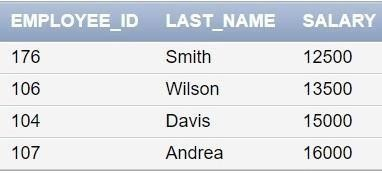 EMPLOYEE_ID LAST_NAME SALARY
176 Smith 12500
106 Wilson 13500
104 Davis 15000
107 Andrea 16000